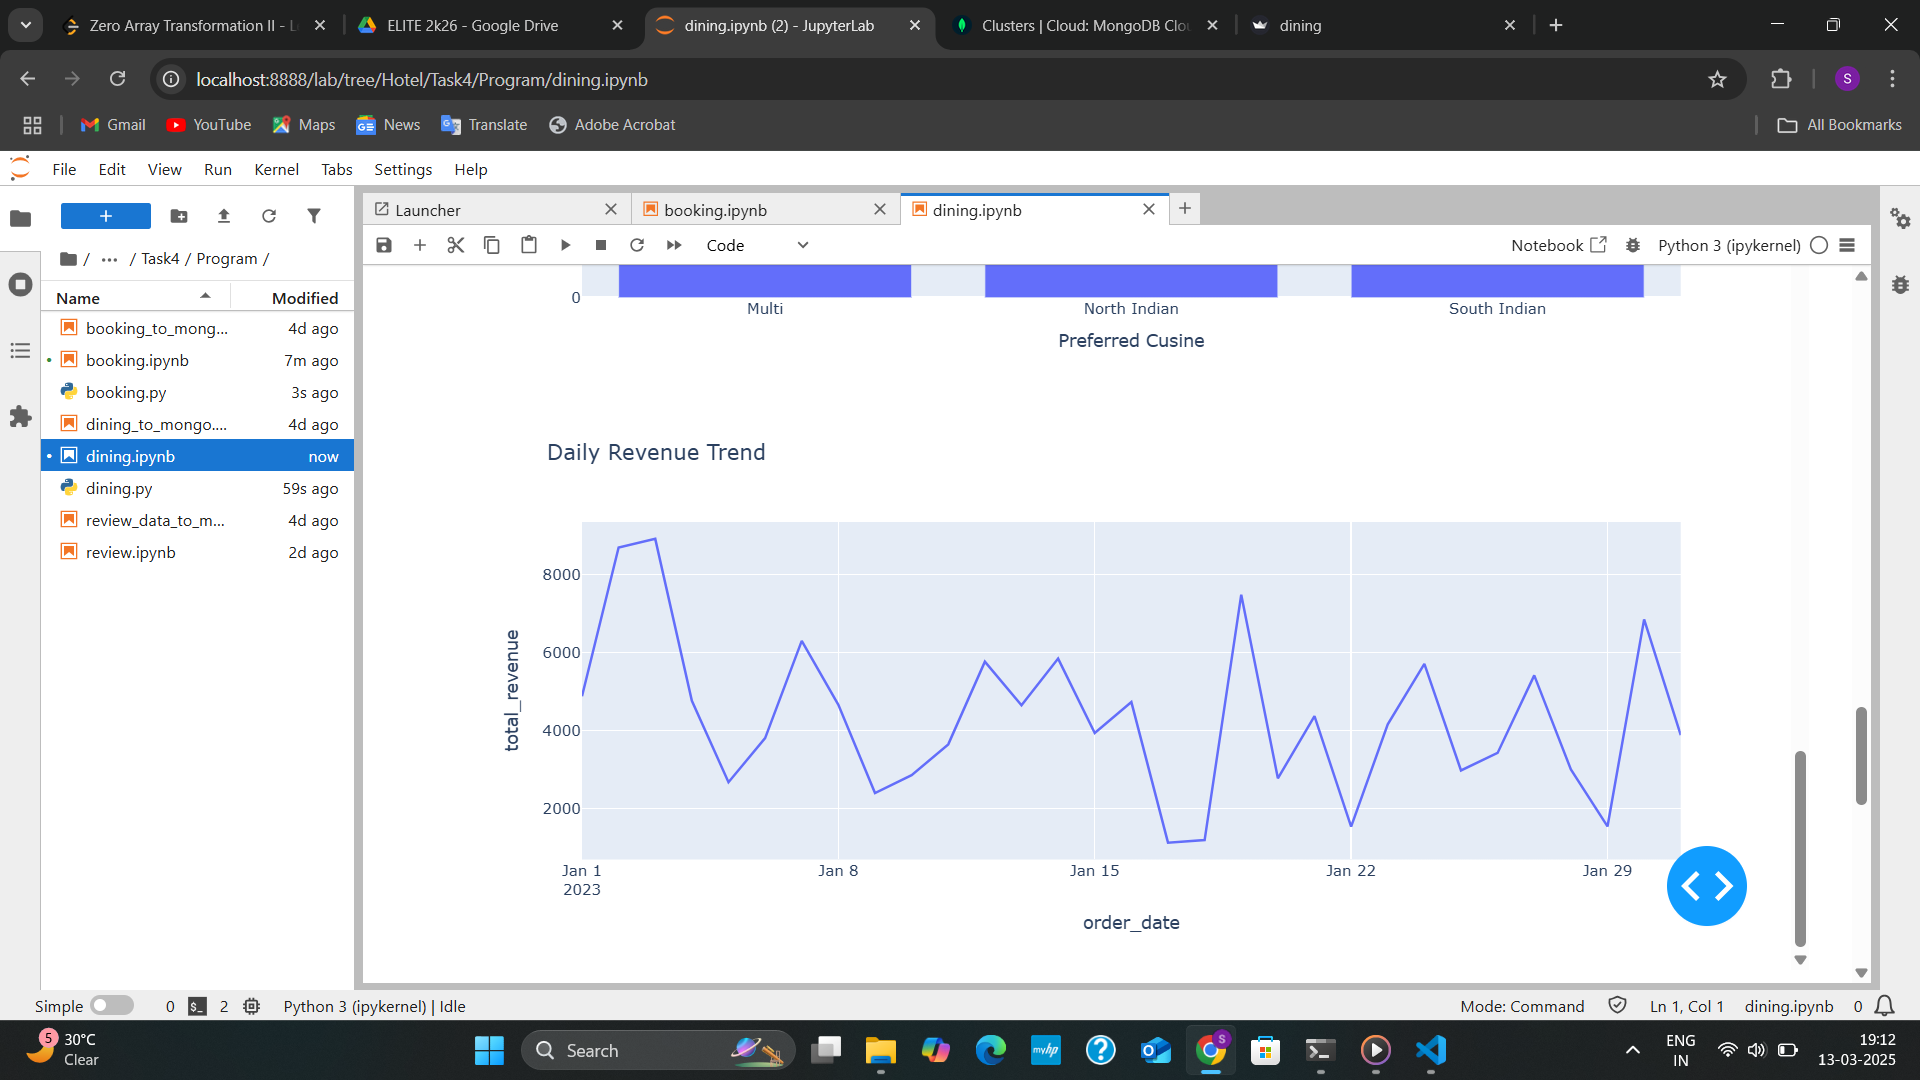 Zero Array Transformation II - L
ELITE 2k26 - Google Drive
dining.ipynb (2) - JupyterLab
Clusters | Cloud: MongoDB Clo
dining
localhost:8888/lab/tree/Hotel/Task4/Program/dining.ipynb
S
Gmail
YouTube
Maps
News
Translate
Adobe Acrobat
All Bookmarks
File Edit View Run Kernel Tabs Settings Help
Launcher
booking.ipynb
dining.ipynb
Code
Notebook
Python 3 (ipykernel)
/ ... / Task4 / Program /
Name Modified
booking_to_mong... 4d ago
booking.ipynb 7m ago
booking.py 3s ago
dining_to_mongo.... 4d ago
dining.ipynb now
dining.py 59s ago
review_data_to_m... 4d ago
review.ipynb 2d ago
0
Multi North Indian South Indian
Preferred Cusine
Daily Revenue Trend
total_revenue
8000
6000
4000
2000
Jan 1 Jan 8 Jan 15 Jan 22 Jan 29
2023
order_date
Simple 0 $_ 2 Python 3 (ipykernel) | Idle
Mode: Command Ln 1, Col 1 dining.ipynb 0
5
30°C
Clear
Search
myhp
S
ENG
IN
19:12
13-03-2025